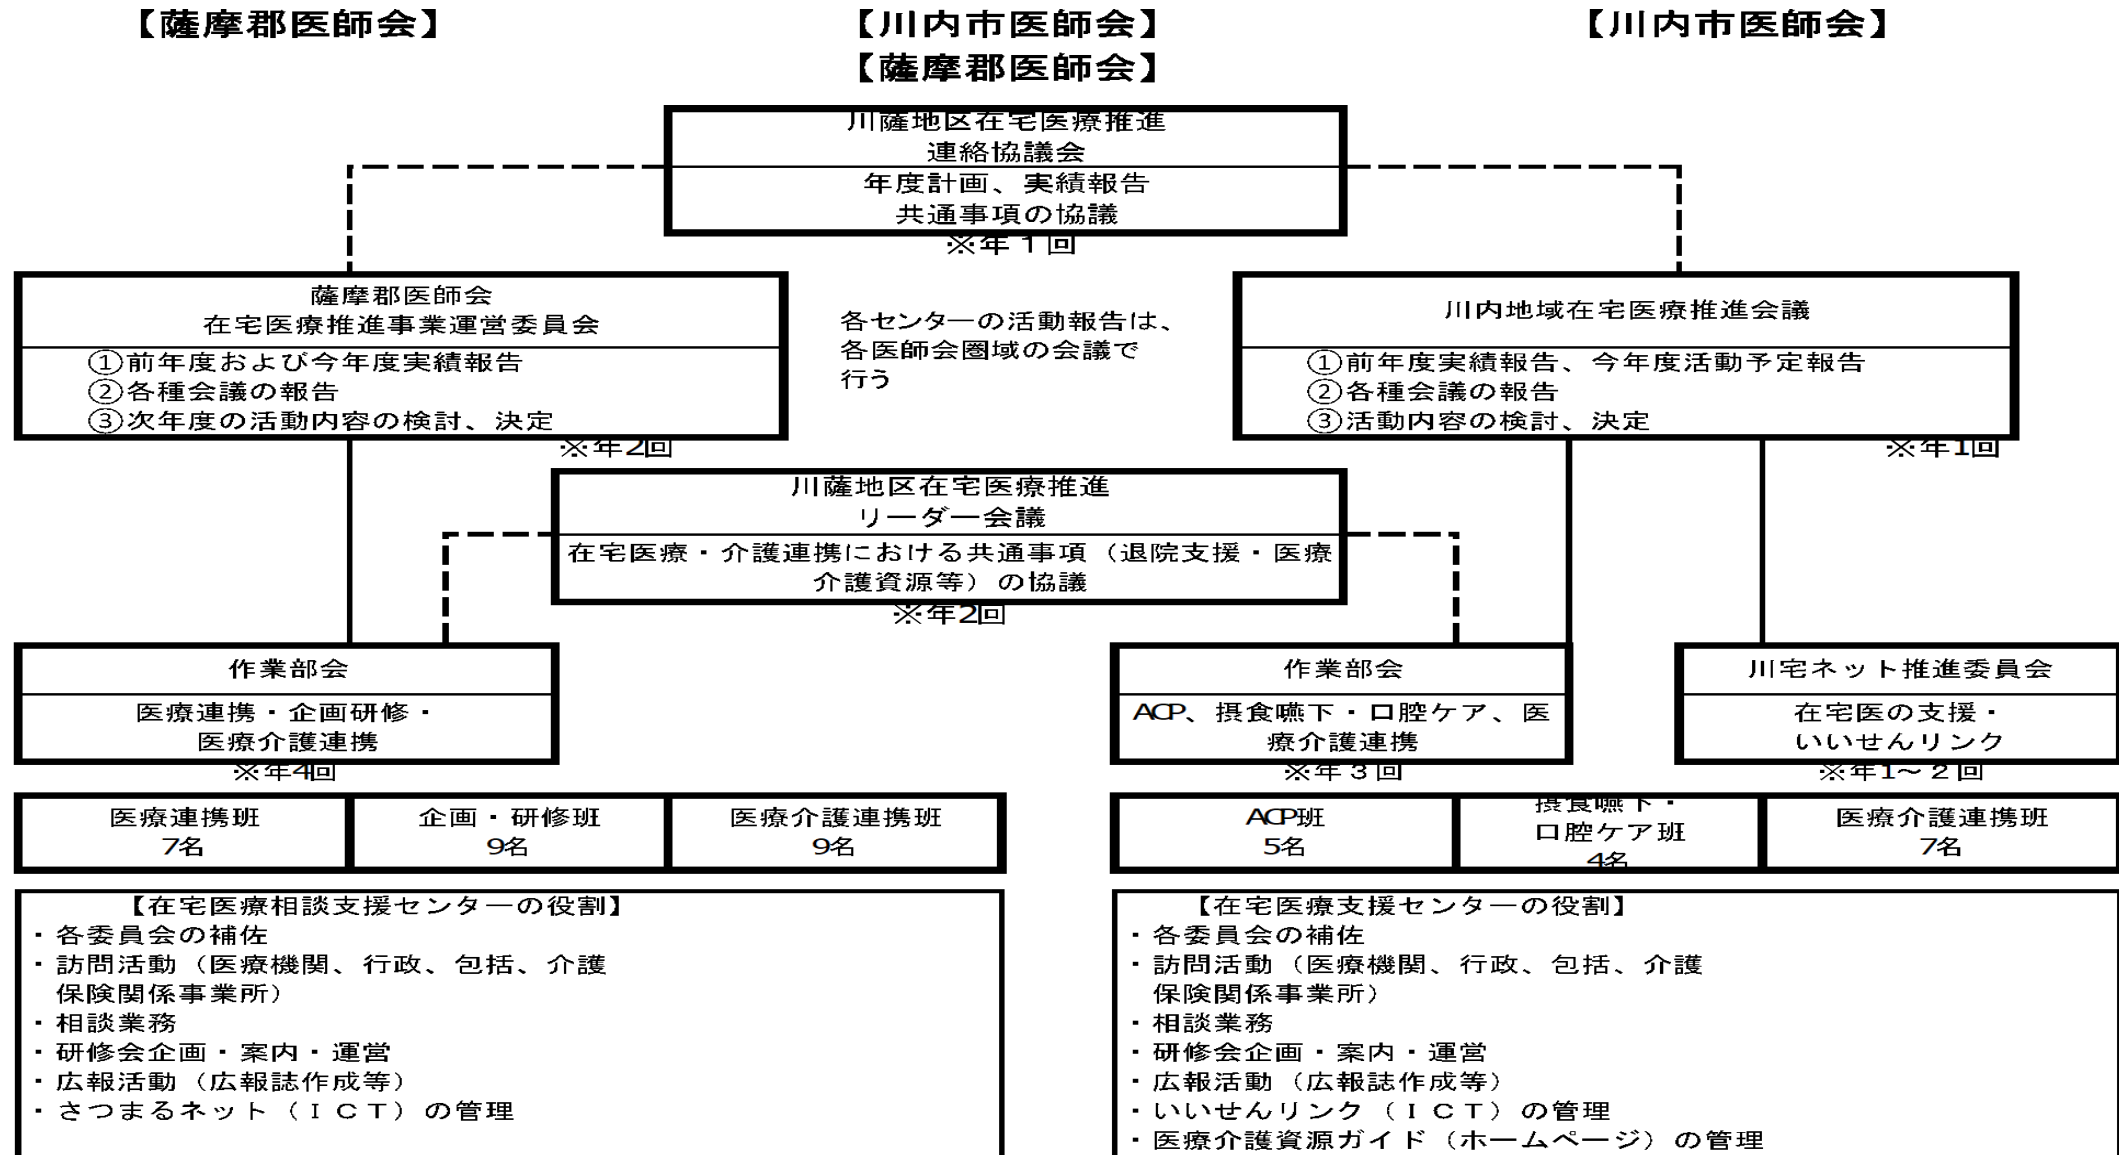 【薩摩郡医師会】
【川内市医師会】
【薩摩郡医師会】
【川内市医師会】
川薩地区在宅医療推進
連絡協議会
年度計画、実績報告
共通事項の協議
※年１回
薩摩郡医師会
在宅医療推進事業運営委員会
①前年度および今年度実績報告
②各種会議の報告
③次年度の活動内容の検討、決定
※年2回
各センターの活動報告は、
各医師会圏域の会議で
行う
川内地域在宅医療推進会議
①前年度実績報告、今年度活動予定報告
②各種会議の報告
③活動内容の検討、決定
※年1回
川薩地区在宅医療推進
リーダー会議
在宅医療・介護連携における共通事項（退院支援・医療
介護資源等）の協議
※年2回
作業部会
医療連携・企画研修・
医療介護連携
※年4回
作業部会
ACP、摂食嚥下・口腔ケア、医
療介護連携
※年３回
川宅ネット推進委員会
在宅医の支援・
いいせんリンク
※年1～２回
医療連携班
7名
企画・研修班
9名
医療介護連携班
9名
ACP班
5名
摂食嚥下・
口腔ケア班
4名
医療介護連携班
7名
【在宅医療相談支援センターの役割】
・各委員会の補佐
・訪問活動（医療機関、行政、包括、介護
保険関係事業所）
・相談業務
・研修会企画・案内・運営
・広報活動（広報誌作成等）
・さつまるネット（ＩＣＴ）の管理
【在宅医療支援センターの役割】
・各委員会の補佐
・訪問活動（医療機関、行政、包括、介護
保険関係事業所）
・相談業務
・研修会企画・案内・運営
・広報活動（広報誌作成等）
・いいせんリンク（ＩＣＴ）の管理
・医療介護資源ガイド（ホームページ）の管理